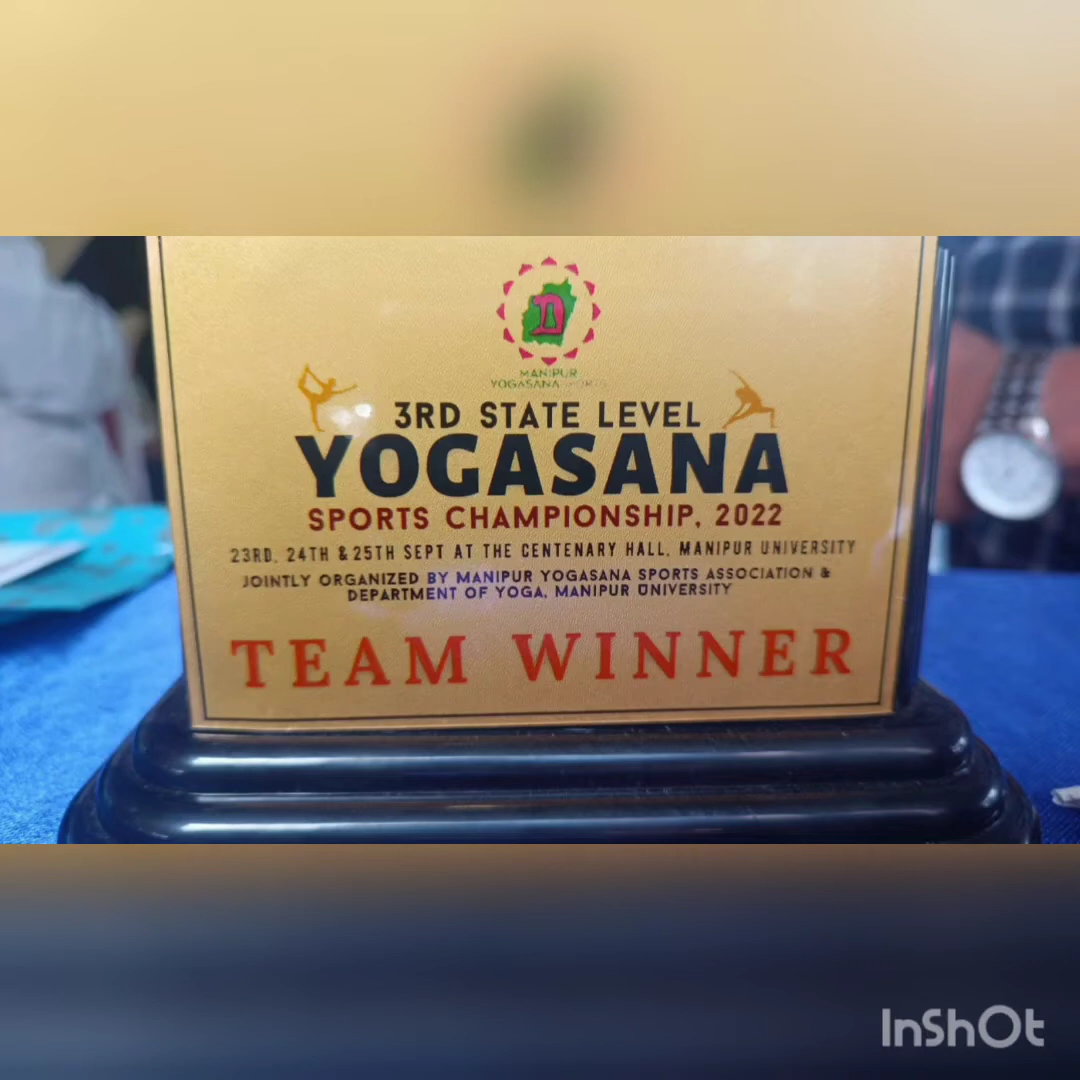 MANIPUR
YOGASANA SPORTS
3RD STATE LEVEL
YOGASANA
SPORTS CHAMPIONSHIP, 2022
23RD, 24TH & 25TH SEPT AT THE CENTENARY HALL, MANIPUR UNIVERSITY
JOINTLY ORGANIZED BY MANIPUR YOGASANA SPORTS ASSOCIATION &
DEPARTMENT OF YOGA, MANIPUR UNIVERSITY
TEAM WINNER
InShOt